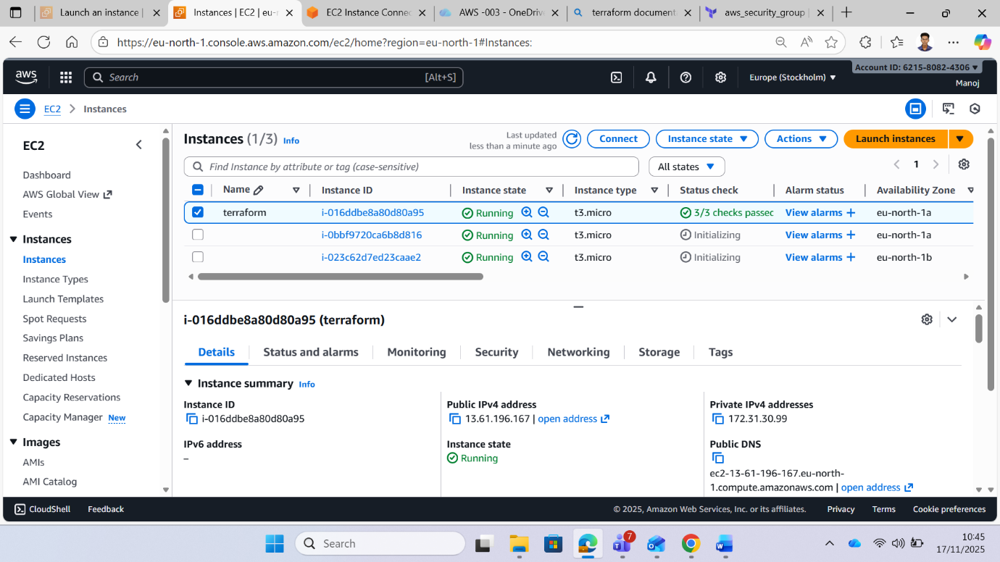 Launch an instance |
Instances | EC2 | eu-n
EC2 Instance Connec
AWS -003 - OneDrive
terraform documenta
aws_security_group |
https://eu-north-1.console.aws.amazon.com/ec2/home?region=eu-north-1#Instances:
aws
Search
[Alt+S]
Europe (Stockholm)
Account ID: 6215-8082-4306
Manoj
EC2
Instances
EC2
Dashboard
AWS Global View
Events
Instances
Instances
Instance Types
Launch Templates
Spot Requests
Savings Plans
Reserved Instances
Dedicated Hosts
Capacity Reservations
Capacity Manager New
Images
AMIs
AMI Catalog
Instances (1/3) Info
Last updated
less than a minute ago
Connect
Instance state
Actions
Launch instances
Find Instance by attribute or tag (case-sensitive)
All states
1
Name Instance ID Instance state Instance type Status check Alarm status Availability Zone
terraform i-016ddbe8a80d80a95 Running t3.micro 3/3 checks passed View alarms + eu-north-1a
i-0bbf9720ca6b8d816 Running t3.micro Initializing View alarms + eu-north-1a
i-023c62d7ed23caae2 Running t3.micro Initializing View alarms + eu-north-1b
i-016ddbe8a80d80a95 (terraform)
Details Status and alarms Monitoring Security Networking Storage Tags
Instance summary Info
Instance ID
i-016ddbe8a80d80a95
Public IPv4 address
13.61.196.167 | open address
Private IPv4 addresses
172.31.30.99
IPv6 address
–
Instance state
Running
Public DNS
ec2-13-61-196-167.eu-north-
1.compute.amazonaws.com | open address
CloudShell Feedback
© 2025, Amazon Web Services, Inc. or its affiliates. Privacy Terms Cookie preferences
Search
7
10:45
17/11/2025